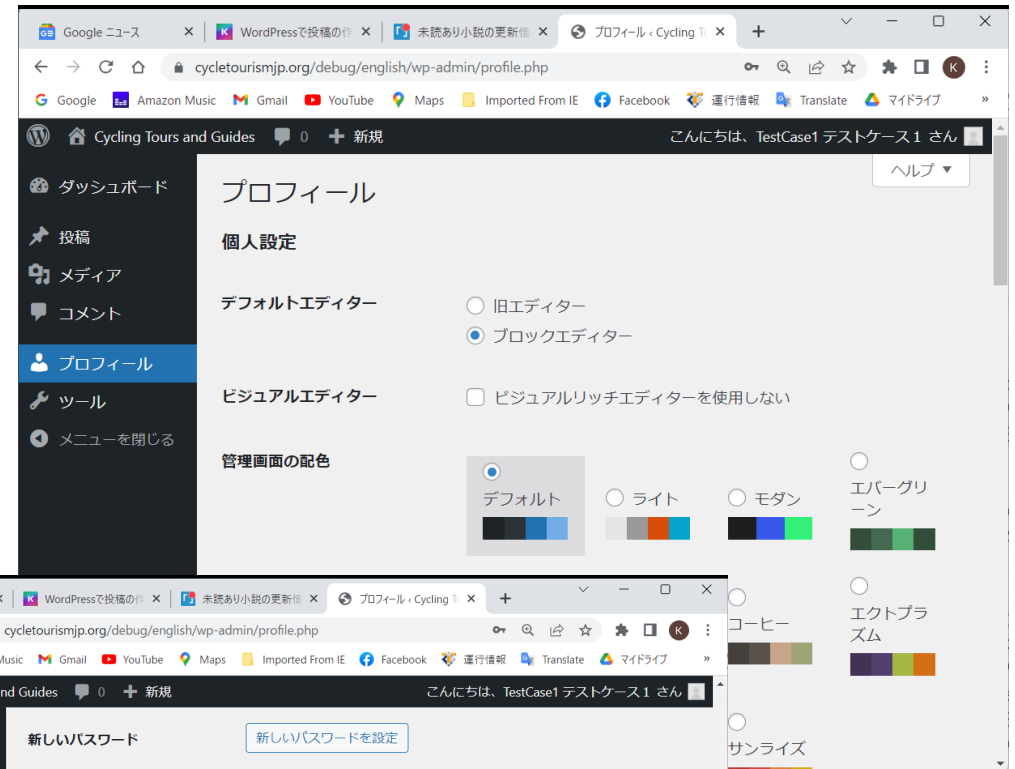 Google ニュース
WordPressで投稿の作
未読あり小説の更新情
プロフィール ‹ Cycling To
cycletourismjp.org/debug/english/wp-admin/profile.php
K
Google
Amazon Music
Gmail
YouTube
Maps
Imported From IE
Facebook
運行情報
Translate
マイドライブ
»
Cycling Tours and Guides
0
新規
こんにちは、TestCase1 テストケース1 さん
ヘルプ ▼
ダッシュボード
投稿
メディア
コメント
プロフィール
ツール
メニューを閉じる
プロフィール
個人設定
デフォルトエディター
旧エディター
ブロックエディター
ビジュアルエディター
ビジュアルリッチエディターを使用しない
管理画面の配色
デフォルト
ライト
モダン
エバーグリ
ーン
コーヒー
エクトプラ
ズム
サンライズ
WordPressで投稿の作
未読あり小説の更新情
プロフィール ‹ Cycling To
cycletourismjp.org/debug/english/wp-admin/profile.php
K
Music
Gmail
YouTube
Maps
Imported From IE
Facebook
運行情報
Translate
マイドライブ
»
nd Guides
0
新規
こんにちは、TestCase1 テストケース1 さん
新しいパスワード
新しいパスワードを設定